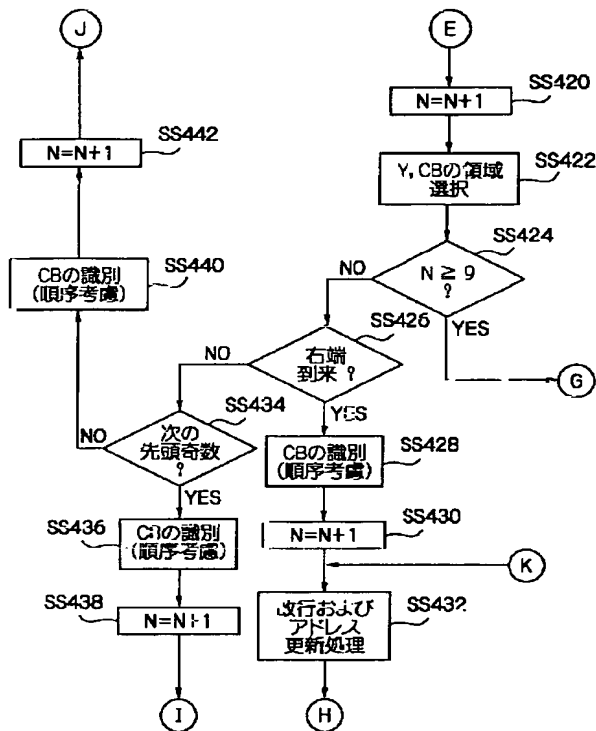 J
E
N=N+1
SS420
SS442
N=N+1
Y, CBの領域
選択
SS422
SS424
N ≧ 9
?
NO
YES
G
CBの識別
(順序考慮)
SS440
SS426
右端
到来 ?
NO
YES
SS434
次の
先頭奇数
?
NO
YES
CBの識別
(順序考慮)
SS428
SS436
CBの識別
(順序考慮)
N=N+1
SS430
K
SS438
N=N+1
改行および
アドレス
更新処理
SS432
I
H